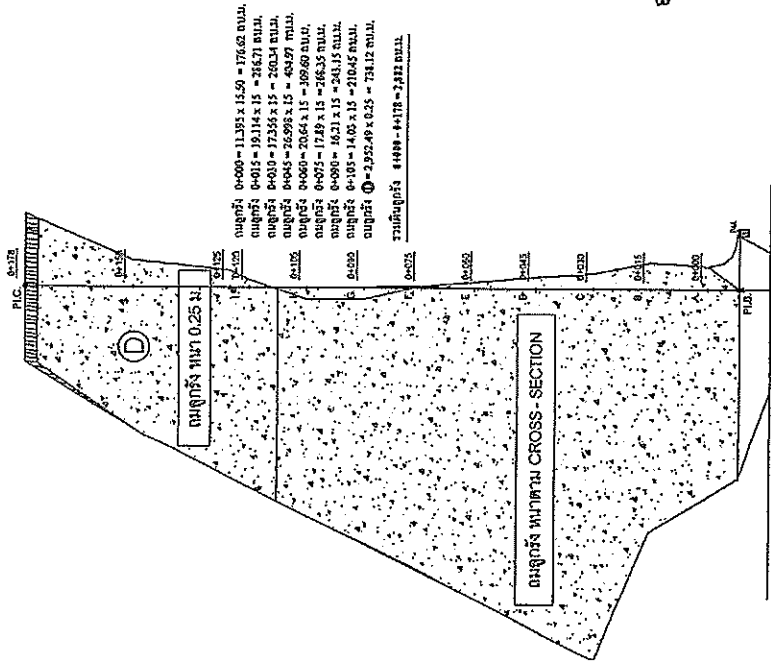 ถมลูกรัง 0+000 = 11.395 x 15.50 = 176.62 ลบ.ม.
ถมลูกรัง 0+015 = 19.114 x 15 = 286.71 ลบ.ม.
ถมลูกรัง 0+030 = 17.356 x 15 = 260.34 ลบ.ม.
ถมลูกรัง 0+045 = 26.998 x 15 = 404.97 ลบ.ม.
ถมลูกรัง 0+060 = 20.64 x 15 = 309.60 ลบ.ม.
ถมลูกรัง 0+075 = 17.89 x 15 = 268.35 ลบ.ม.
ถมลูกรัง 0+090 = 16.21 x 15 = 243.15 ลบ.ม.
ถมลูกรัง 0+105 = 14.03 x 15 = 210.45 ลบ.ม.
ถมลูกรัง D = 2,952.49 x 0.25 = 738.12 ลบ.ม.
รวมดินลูกรัง 0+000 - 0+178 = 2,882 ลบ.ม.
P.I.C. 0+178
0+150
0+125
0+120
0+105
G 0+090
F 0+075
E 0+060
D 0+045
C 0+030
B 0+015
A 0+000
P.I.B.
D
ถมลูกรัง หนา 0.25 ม.
ถมลูกรัง หนาตาม CROSS - SECTION